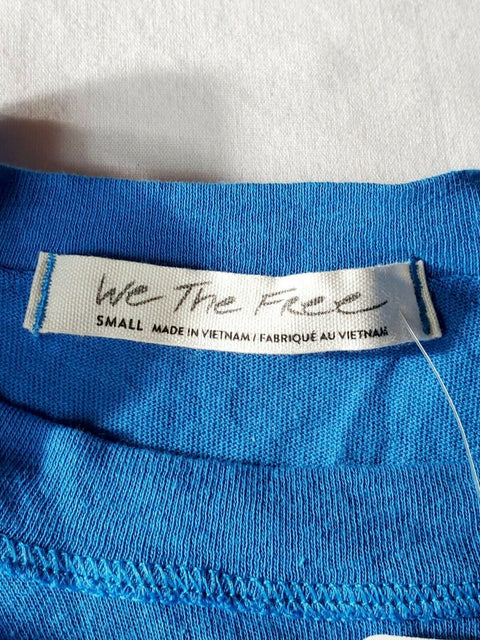 We The Free
SMALL MADE IN VIETNAM / FABRIQUÉ AU VIETNAM